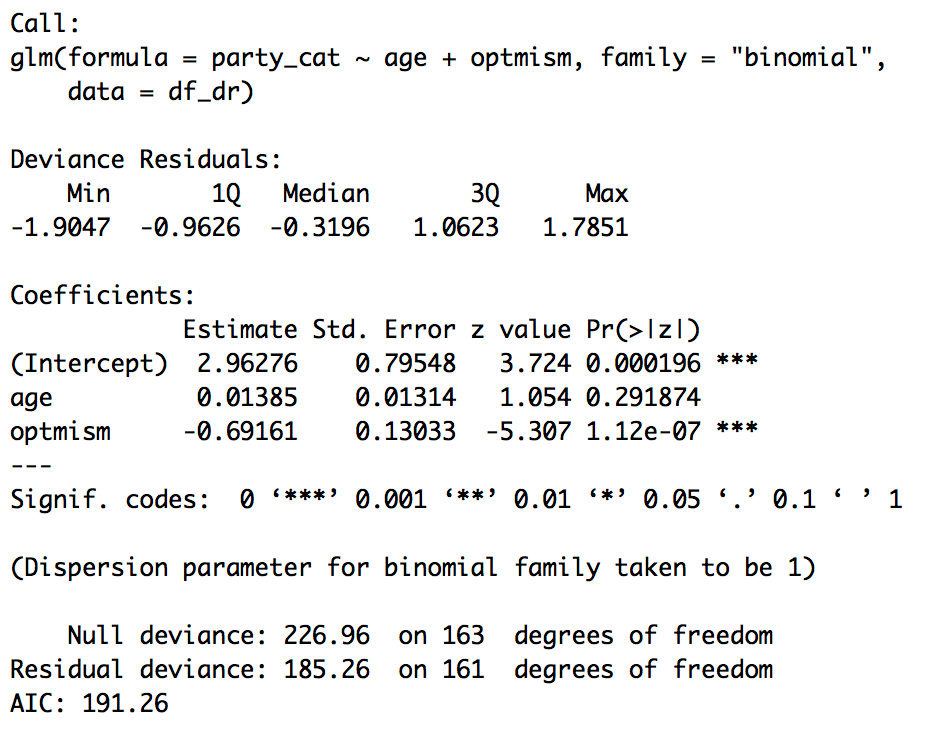 Call:
glm(formula = party_cat ~ age + optmism, family = "binomial",
    data = df_dr)
Deviance Residuals:
    Min       1Q   Median       3Q      Max
-1.9047  -0.9626  -0.3196   1.0623   1.7851
Coefficients:
            Estimate Std. Error z value Pr(>|z|)
(Intercept)  2.96276    0.79548   3.724 0.000196 ***
age          0.01385    0.01314   1.054 0.291874
optmism     -0.69161    0.13033  -5.307 1.12e-07 ***
---
Signif. codes:  0 ‘***’ 0.001 ‘**’ 0.01 ‘*’ 0.05 ‘.’ 0.1 ‘ ’ 1
(Dispersion parameter for binomial family taken to be 1)
    Null deviance: 226.96  on 163  degrees of freedom
Residual deviance: 185.26  on 161  degrees of freedom
AIC: 191.26